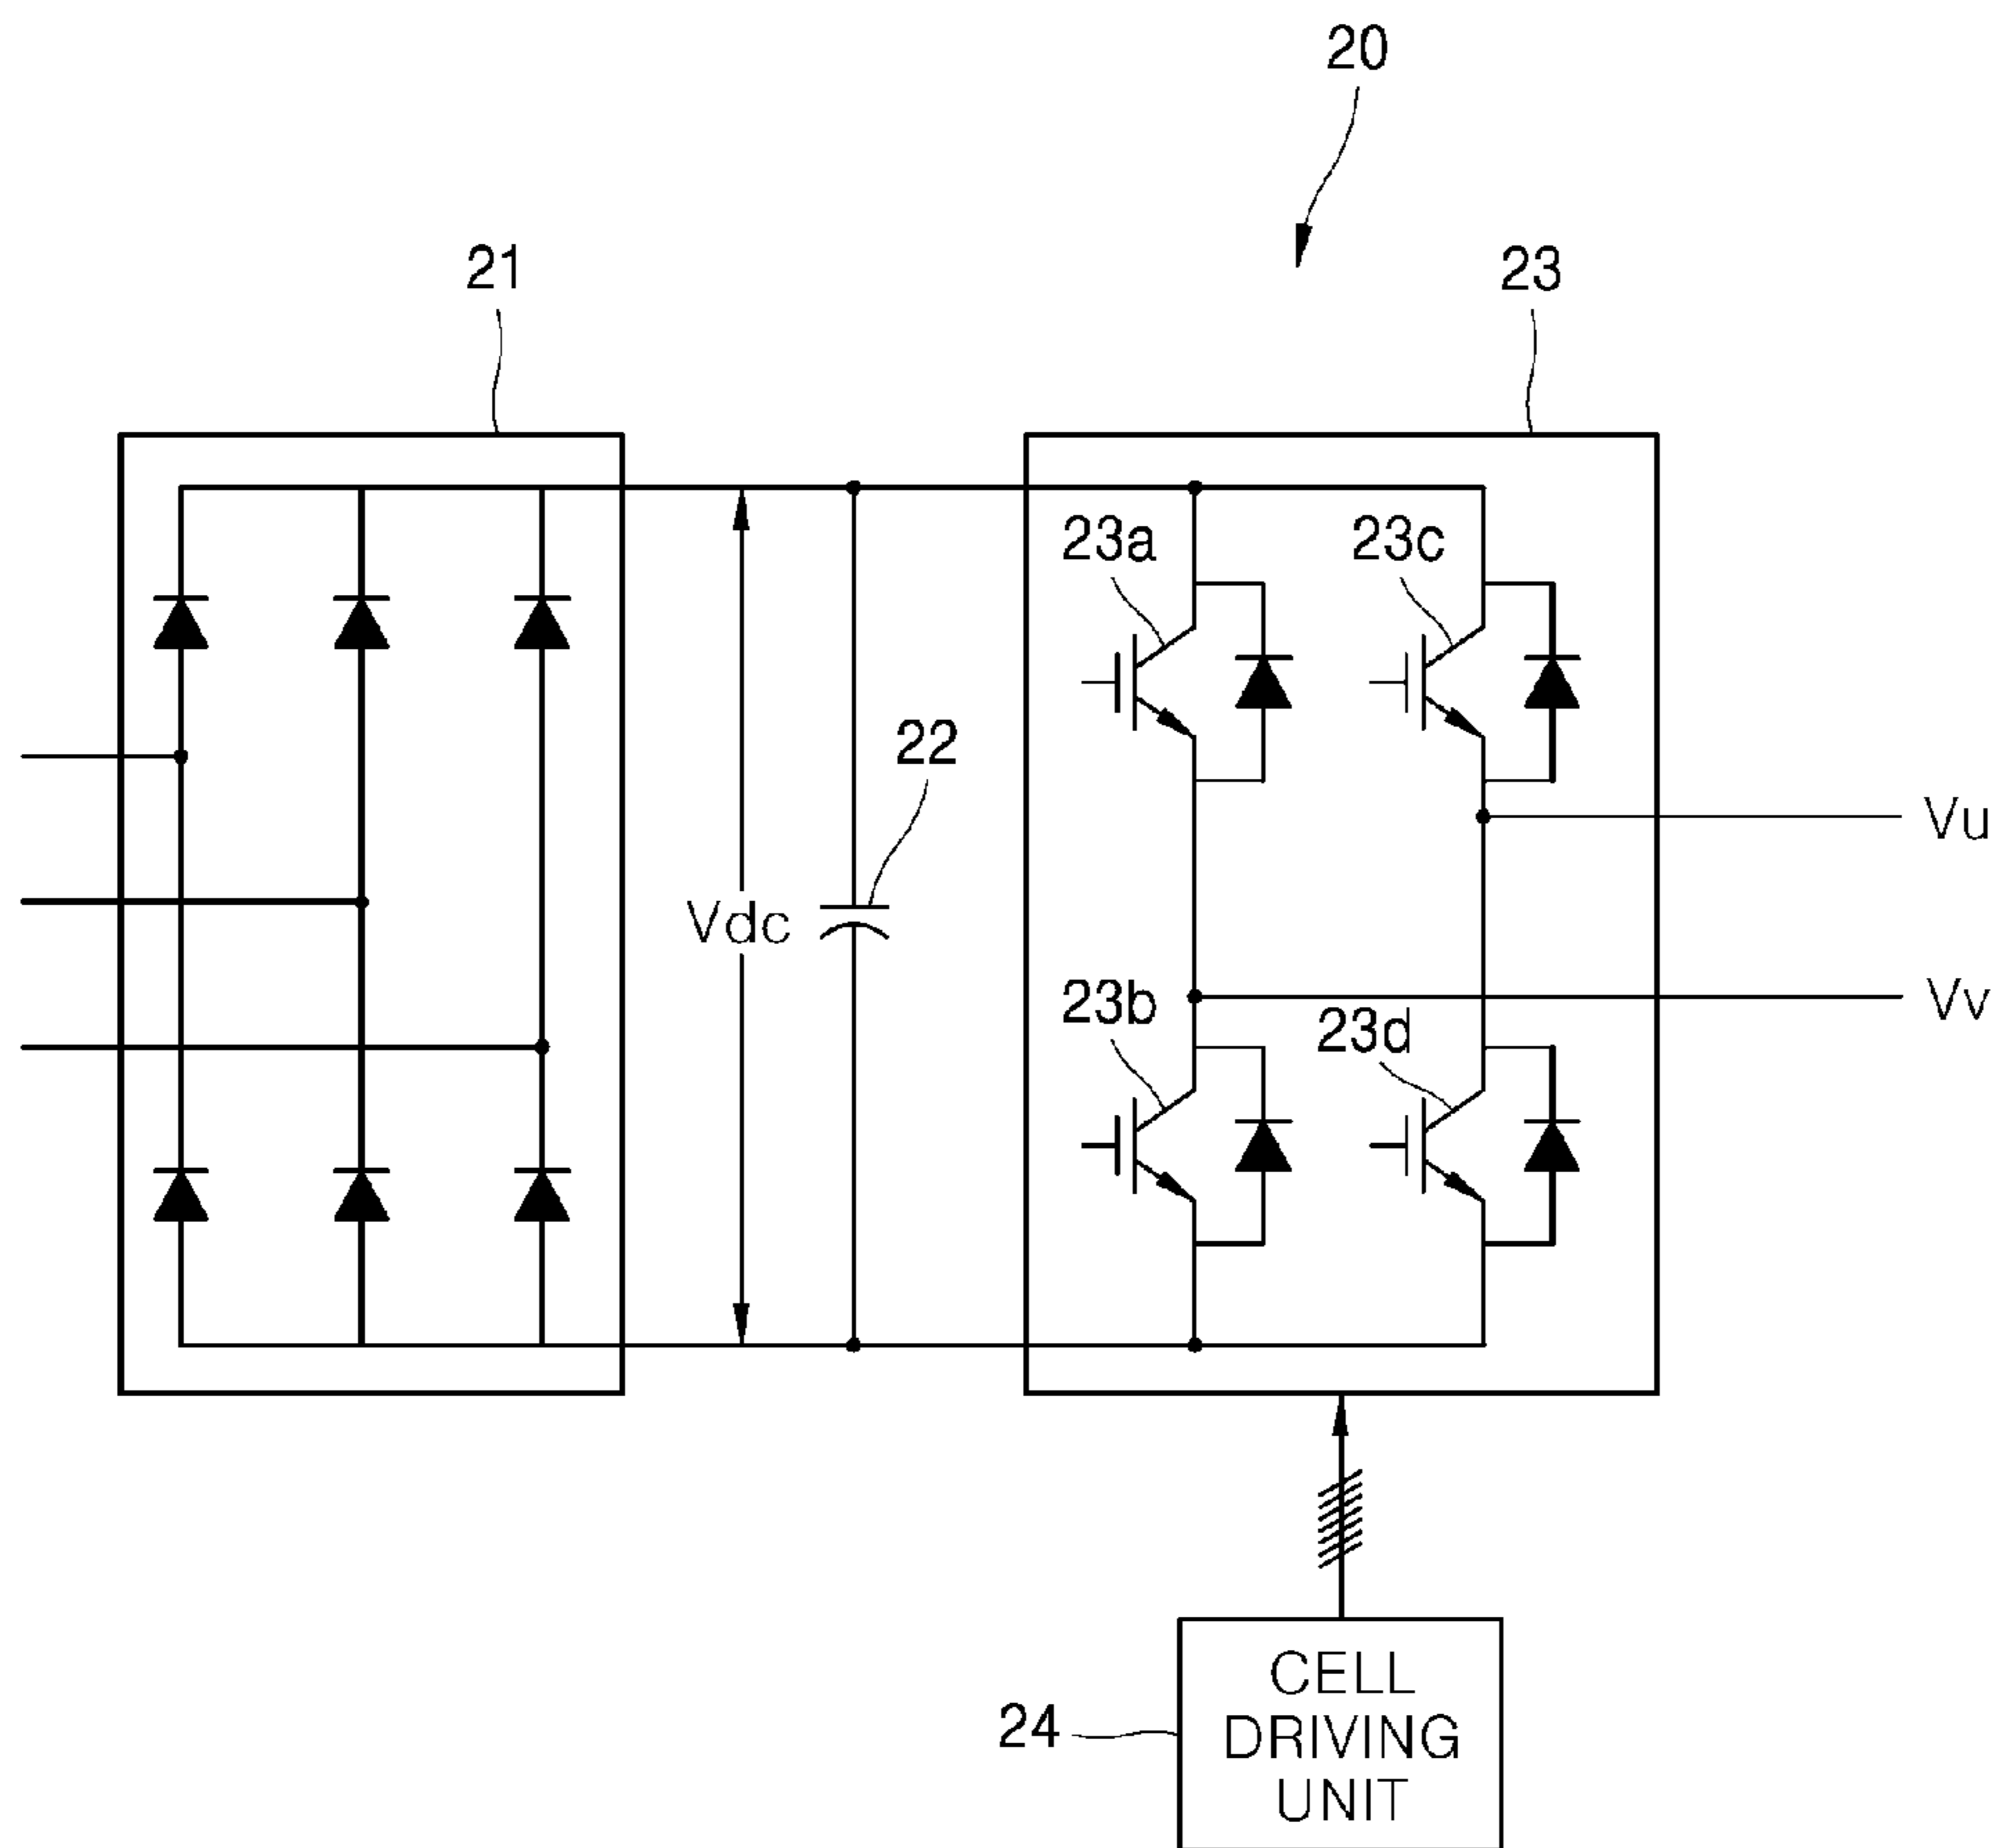 20
21
23
23a
23c
22
Vu
Vdc
23b
Vv
23d
24
CELL
DRIVING
UNIT